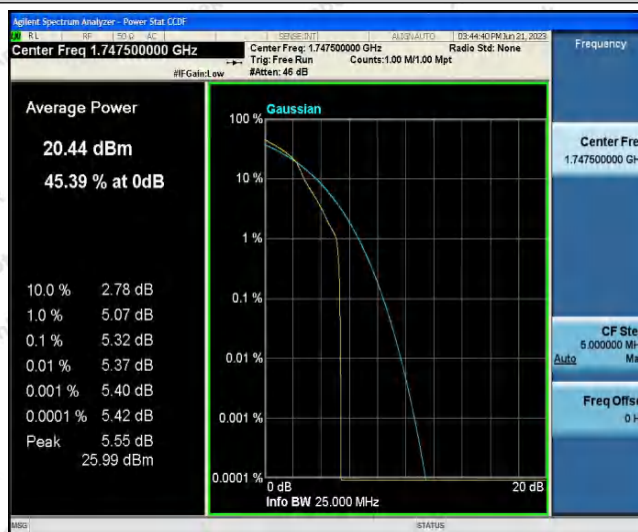 Agilent Spectrum Analyzer - Power Stat CCDF
RL RF 50 Ω AC SENSE:INT ALIGNAUTO 03:44:40 PM Jun 21, 2023
Center Freq 1.747500000 GHz
Center Freq: 1.747500000 GHz Radio Std: None
Trig: Free Run Counts:1.00 M/1.00 Mpt
#IFGain:Low #Atten: 46 dB
Frequency
Average Power
20.44 dBm
45.39 % at 0dB
10.0 % 2.78 dB
1.0 % 5.07 dB
0.1 % 5.32 dB
0.01 % 5.37 dB
0.001 % 5.40 dB
0.0001 % 5.42 dB
Peak 5.55 dB
25.99 dBm
Gaussian
100 %
10 %
1 %
0.1 %
0.01 %
0.001 %
0.0001 %
0 dB 20 dB
Info BW 25.000 MHz
Center Fre
1.747500000 GH
CF Ste
5.000000 MH
Auto Ma
Freq Offse
0 H
MSG STATUS